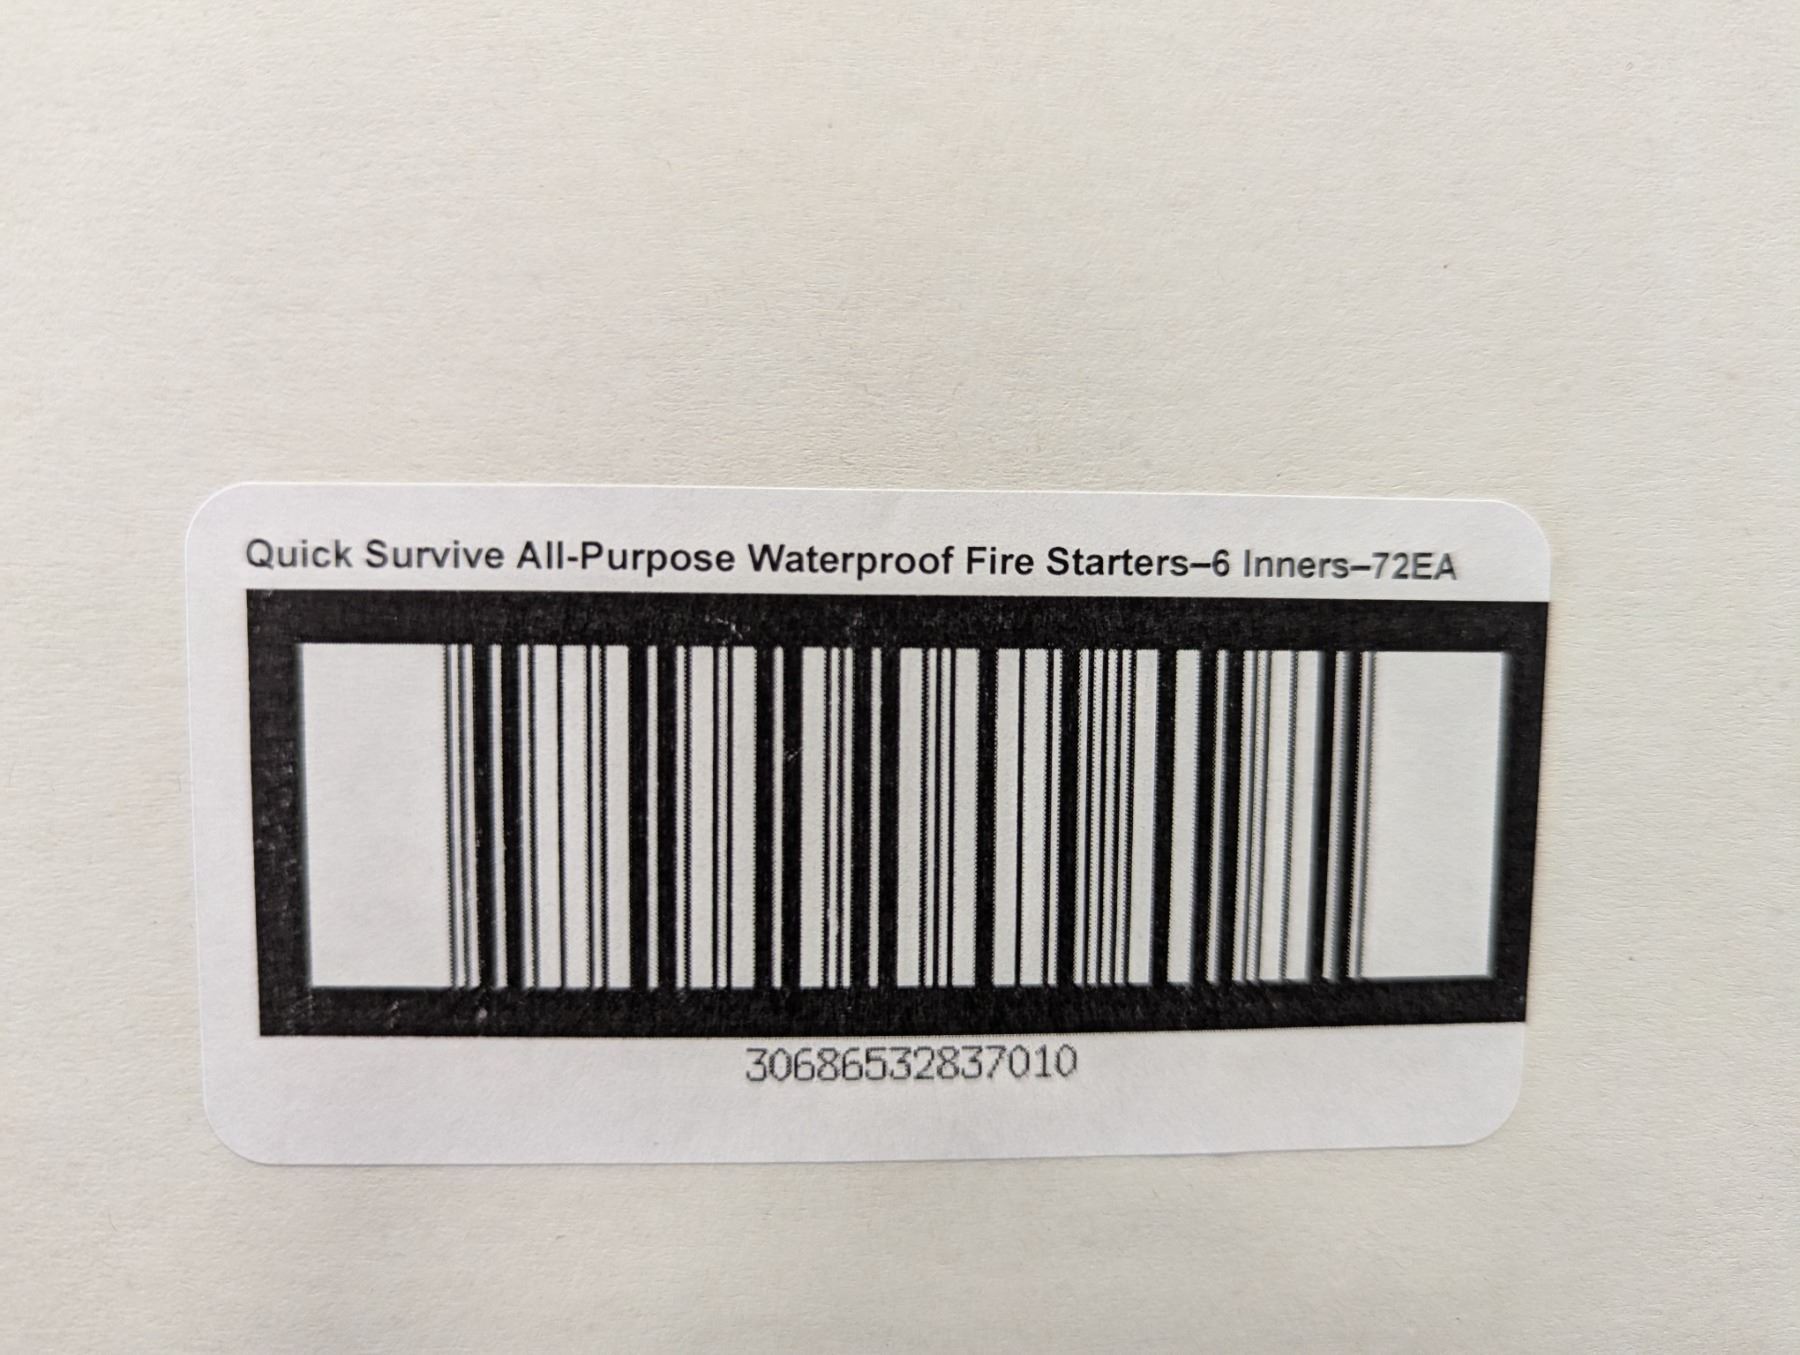 Quick Survive All-Purpose Waterproof Fire Starters–6 Inners–72EA
30686532837010